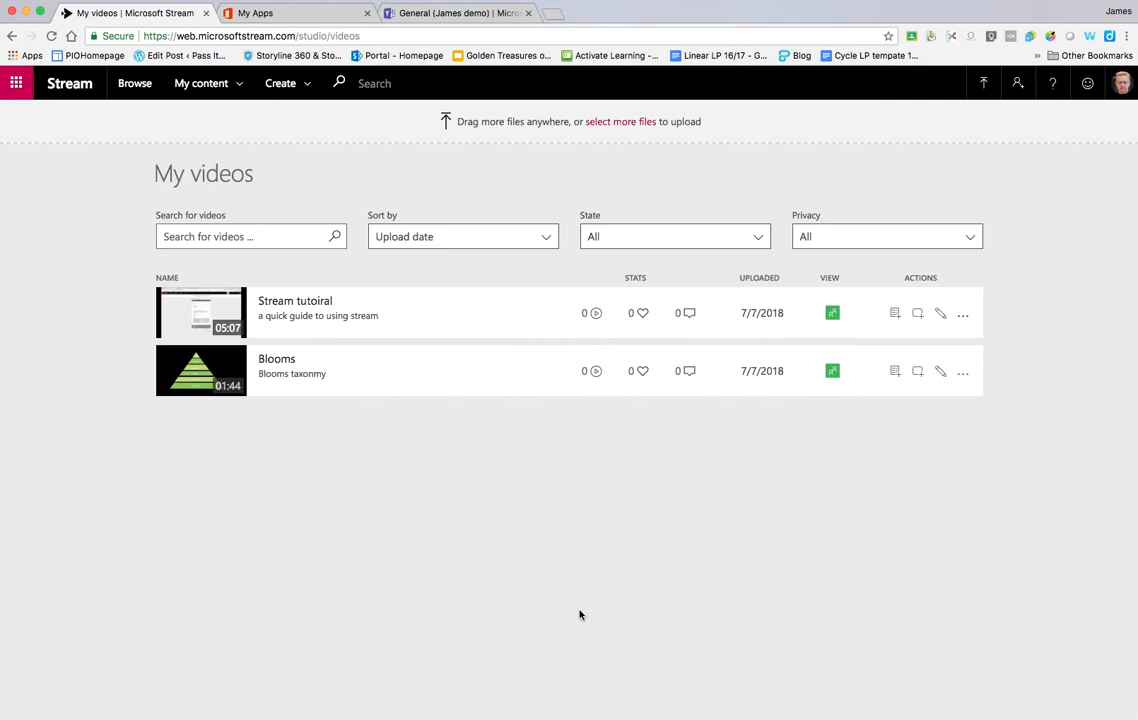 My videos | Microsoft Stream
My Apps
General (James demo) | Micro
James
Secure
https://web.microsoftstream.com/studio/videos
Apps
PIOHomepage
Edit Post ‹ Pass It...
Storyline 360 & Sto...
Portal - Homepage
Golden Treasures o...
Activate Learning -...
Linear LP 16/17 - G...
Blog
Cycle LP tempate 1...
» Other Bookmarks
Stream
Browse
My content
Create
Search
Drag more files anywhere, or select more files to upload
My videos
Search for videos
Sort by
State
Privacy
Search for videos ...
Upload date
All
All
NAME
STATS
UPLOADED
VIEW
ACTIONS
Stream tutoiral
a quick guide to using stream
05:07
0
0
0
7/7/2018
...
Blooms
Blooms taxonmy
01:44
0
0
0
7/7/2018
...